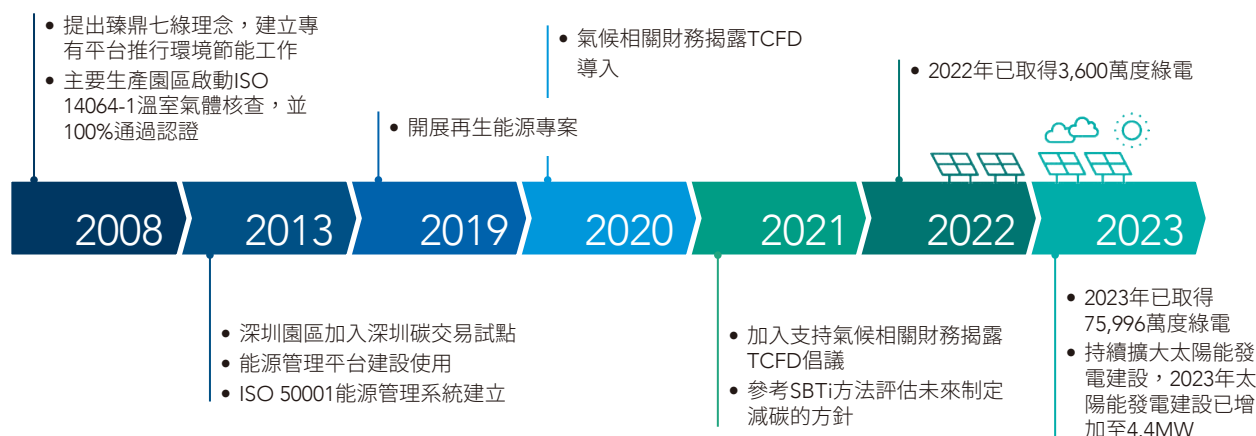 • 提出臻鼎七綠理念，建立專
有平台推行環境節能工作
• 主要生產園區啟動ISO
14064-1溫室氣體核查，並
100%通過認證
• 開展再生能源專案
• 氣候相關財務揭露TCFD
導入
• 2022年已取得3,600萬度綠電
2008
2013
2019
2020
2021
2022
2023
• 深圳園區加入深圳碳交易試點
• 能源管理平台建設使用
• ISO 50001能源管理系統建立
• 加入支持氣候相關財務揭露
TCFD倡議
• 參考SBTi方法評估未來制定
減碳的方針
• 2023年已取得
75,996萬度綠電
• 持續擴大太陽能發
電建設，2023年太
陽能發電建設已增
加至4.4MW